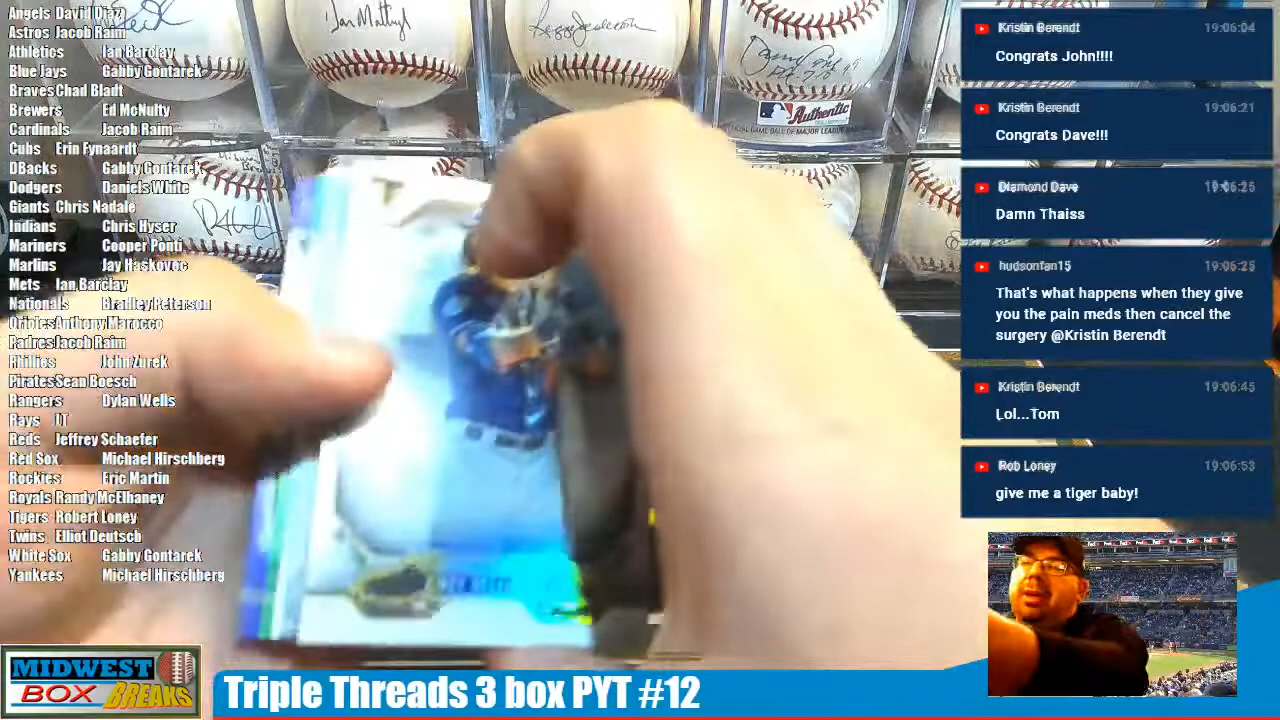 Angels David Diaz
Astros Jacob Raim
Athletics Ian Barclay
Blue Jays Gabby Gontarek
Braves Chad Bladt
Brewers Ed McNulty
Cardinals Jacob Raim
Cubs Erin Fynaardt
DBacks Gabby Gontarek
Dodgers Daniels White
Giants Chris Nadale
Indians Chris Hyser
Mariners Cooper Ponti
Marlins Jay Haskovec
Mets Ian Barclay
Nationals Bradley Peterson
Orioles Anthony Marocco
Padres Jacob Raim
Phillies John Zurek
Pirates Sean Boesch
Rangers Dylan Wells
Rays
Reds Jeffrey Schaefer
Red Sox Michael Hirschberg
Rockies Eric Martin
Royals Randy McElhaney
Tigers Robert Loney
Twins Elliot Deutsch
White Sox Gabby Gontarek
Yankees Michael Hirschberg
Authentic
Kristin Berendt 19:06:04
Congrats John!!!!
Kristin Berendt 19:06:21
Congrats Dave!!!
Diamond Dave 19:06:25
Damn Thaiss
hudsonfan15 19:06:25
That's what happens when they give
you the pain meds then cancel the
surgery @Kristin Berendt
Kristin Berendt 19:06:45
Lol...Tom
Rob Loney 19:06:53
give me a tiger baby!
MIDWEST
BOX BREAKS
Triple Threads 3 box PYT #12